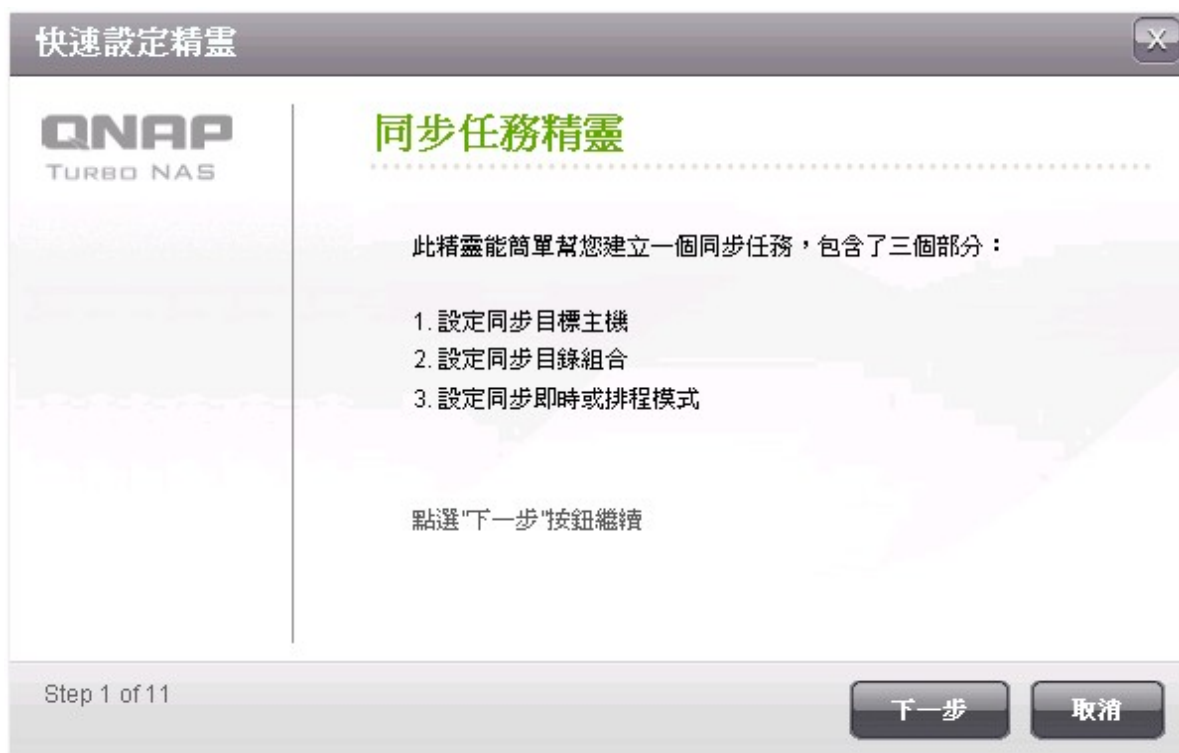 快速設定精靈
X
QNAP
TURBO NAS
同步任務精靈
此精靈能簡單幫您建立一個同步任務，包含了三個部分：
1. 設定同步目標主機
2. 設定同步目錄組合
3. 設定同步即時或排程模式
點選"下一步"按鈕繼續
Step 1 of 11
下一步
取消